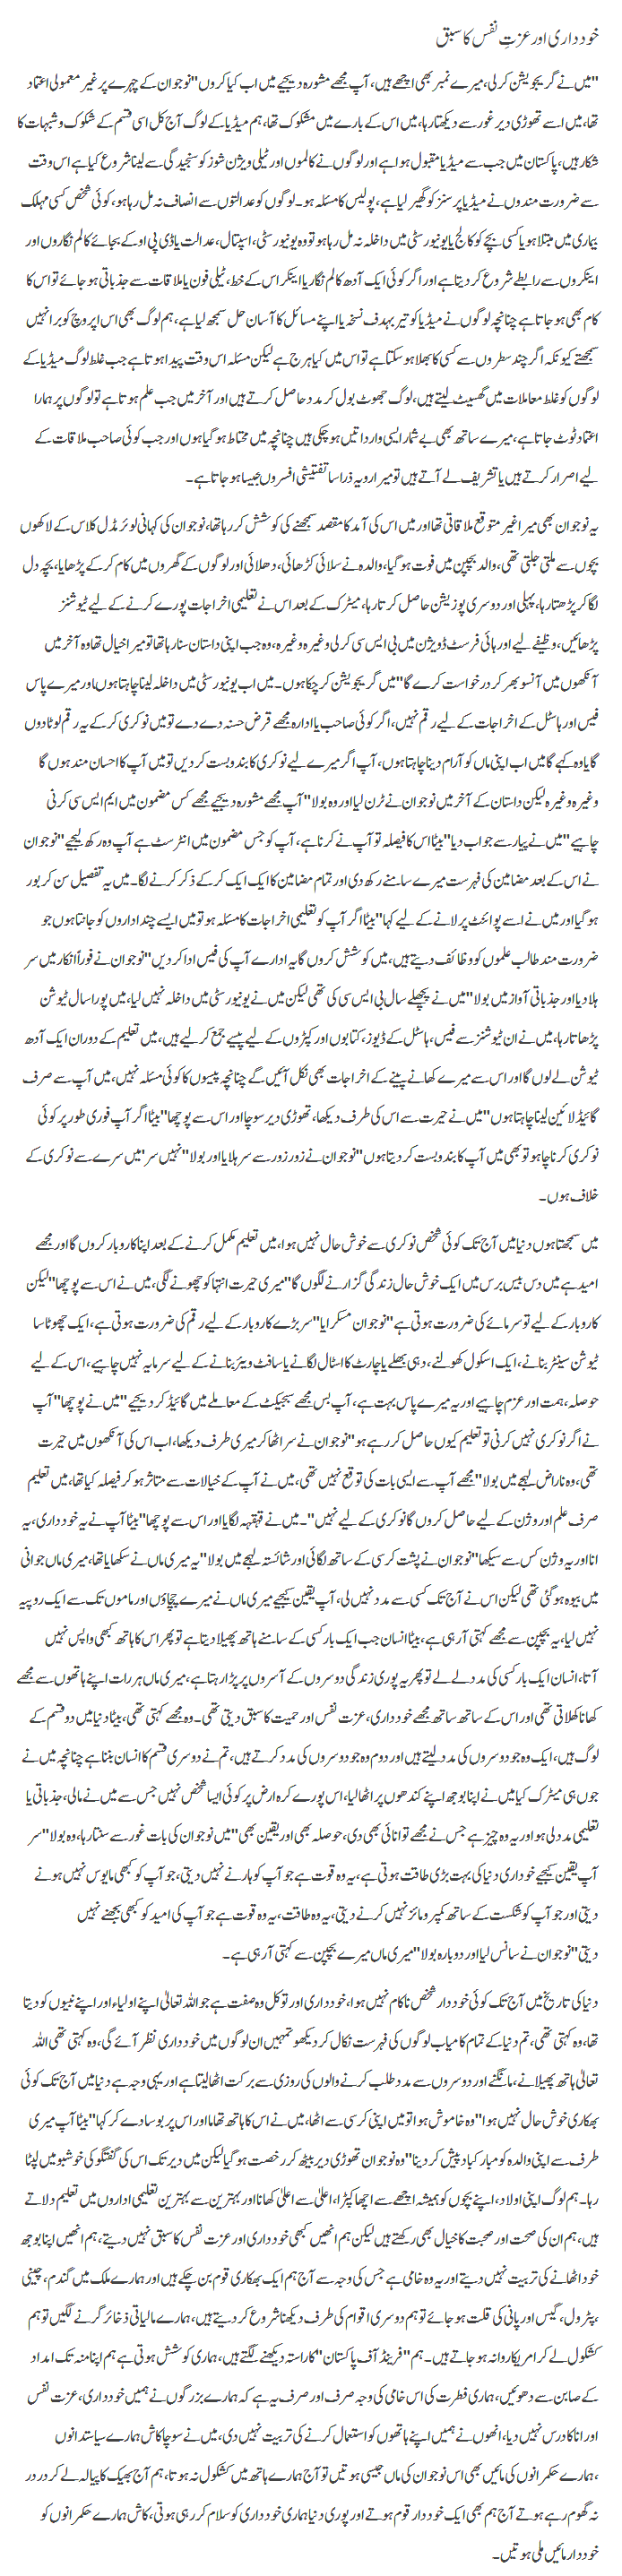 خودداری اور عزتِ نفس کا سبق
"میں نے گریجویشن کرلی، میرے نمبر بھی اچھے ہیں، آپ مجھے مشورہ دیجیے میں اب کیا کروں" نوجوان کے چہرے پر غیر معمولی اعتماد
تھا، میں اسے تھوڑی دیر غور سے دیکھتا رہا، میں اس کے بارے میں مشکوک تھا، ہم میڈیا کے لوگ آج کل اسی قسم کے شکوک و شبہات کا
شکار ہیں، پاکستان میں جب سے میڈیا مقبول ہوا ہے اور لوگوں نے کالموں اور ٹیلی ویژن شوز کو سنجیدگی سے لینا شروع کیا ہے اس وقت
سے ضرورت مندوں نے میڈیا پرسنز کو گھیر لیا ہے، پولیس کا مسئلہ ہو۔ لوگوں کو عدالتوں سے انصاف نہ مل رہا ہو، کوئی شخص کسی مہلک
بیماری میں مبتلا ہو یا کسی بچے کو کالج یا یونیورسٹی میں داخلہ نہ مل رہا ہو تو وہ یونیورسٹی، اسپتال، عدالت یا ڈی پی او کے بجائے کالم نگاروں اور
اینکروں سے رابطے شروع کر دیتا ہے اور اگر کوئی ایک آدھ کالم نگار یا اینکر اس کے خط، ٹیلی فون یا ملاقات سے جذباتی ہو جائے تو اس کا
کام بھی ہو جاتا ہے چنانچہ لوگوں نے میڈیا کو تیر بہدف نسخہ یا اپنے مسائل کا آسان حل سمجھ لیا ہے، ہم لوگ بھی اس اپروچ کو برا نہیں
سمجھتے کیونکہ اگر چند سطروں سے کسی کا بھلا ہو سکتا ہے تو اس میں کیا ہرج ہے لیکن مسئلہ اس وقت پیدا ہوتا ہے جب غلط لوگ میڈیا کے
لوگوں کو غلط معاملات میں گھسیٹ لیتے ہیں، لوگ جھوٹ بول کر مدد حاصل کرتے ہیں اور آخر میں جب علم ہوتا ہے تو لوگوں پر ہمارا
اعتماد ٹوٹ جاتا ہے، میرے ساتھ بھی بے شمار ایسی وارداتیں ہو چکی ہیں چنانچہ میں محتاط ہو گیا ہوں اور جب کوئی صاحب ملاقات کے
لیے اصرار کرتے ہیں یا تشریف لے آتے ہیں تو میرا رویہ ذرا سا تفتیشی افسروں جیسا ہو جاتا ہے۔
یہ نوجوان بھی میرا غیر متوقع ملاقاتی تھا اور میں اس کی آمد کا مقصد سمجھنے کی کوشش کر رہا تھا، نوجوان کی کہانی لوئر مڈل کلاس کے لاکھوں
بچوں سے ملتی جلتی تھی، والد بچپن میں فوت ہو گیا، والدہ نے سلائی کڑھائی، دھلائی اور لوگوں کے گھروں میں کام کر کے پڑھایا، بچہ دل
لگا کر پڑھتا رہا، پہلی اور دوسری پوزیشن حاصل کرتا رہا، میٹرک کے بعد اس نے تعلیمی اخراجات پورے کرنے کے لیے ٹیوشنز
پڑھائیں، وظیفے لیے اور ہائی فرسٹ ڈویژن میں بی ایس سی کر لی وغیرہ وغیرہ، وہ جب اپنی داستان سنا رہا تھا تو میرا خیال تھا وہ آخر میں
آنکھوں میں آنسو بھر کر درخواست کرے گا "میں گریجویشن کر چکا ہوں۔ میں اب یونیورسٹی میں داخلہ لینا چاہتا ہوں اور میرے پاس
فیس اور ہاسٹل کے اخراجات کے لیے رقم نہیں، اگر کوئی صاحب یا ادارہ مجھے قرض حسنہ دے دے تو میں نوکری کر کے یہ رقم لوٹا دوں
گا یا وہ کہے گا میں اب اپنی ماں کو آرام دینا چاہتا ہوں، آپ اگر میرے لیے نوکری کا بندوبست کر دیں تو میں آپ کا احسان مند ہوں گا
وغیرہ وغیرہ لیکن داستان کے آخر میں نوجوان نے ٹرن لیا اور وہ بولا "آپ مجھے مشورہ دیجیے مجھے کس مضمون میں ایم ایس سی کرنی
چاہیے" میں نے پیار سے جواب دیا "بیٹا اس کا فیصلہ تو آپ نے کرنا ہے، آپ کو جس مضمون میں انٹرسٹ ہے آپ وہ رکھ لیجیے" نوجوان
نے اس کے بعد مضامین کی فہرست میرے سامنے رکھ دی اور تمام مضامین کا ایک ایک کر کے ذکر کرنے لگا۔ میں یہ تفصیل سن کر بور
ہو گیا اور میں نے اسے پوائنٹ پر لانے کے لیے کہا "بیٹا اگر آپ کو تعلیمی اخراجات کا مسئلہ ہو تو میں ایسے چند اداروں کو جانتا ہوں جو
ضرورت مند طالب علموں کو وظائف دیتے ہیں، میں کوشش کروں گا یہ ادارے آپ کی فیس ادا کر دیں" نوجوان نے فوراً انکار میں سر
ہلا دیا اور جذباتی آواز میں بولا "میں نے پچھلے سال بی ایس سی کی تھی لیکن میں نے یونیورسٹی میں داخلہ نہیں لیا، میں پورا سال ٹیوشن
پڑھاتا رہا، میں نے ان ٹیوشنز سے فیس، ہاسٹل کے ڈیوز، کتابوں اور کپڑوں کے لیے پیسے جمع کر لیے ہیں، میں تعلیم کے دوران ایک آدھ
ٹیوشن لے لوں گا اور اس سے میرے کھانے پینے کے اخراجات بھی نکل آئیں گے چنانچہ پیسوں کا کوئی مسئلہ نہیں، میں آپ سے صرف
گائیڈ لائین لینا چاہتا ہوں" میں نے حیرت سے اس کی طرف دیکھا، تھوڑی دیر سوچا اور اس سے پوچھا "بیٹا اگر آپ فوری طور پر کوئی
نوکری کرنا چاہو تو بھی میں آپ کا بندوبست کر دیتا ہوں" نوجوان نے زور زور سے سر ہلایا اور بولا "نہیں سر' میں سرے سے نوکری کے
خلاف ہوں۔
میں سمجھتا ہوں دنیا میں آج تک کوئی شخص نوکری سے خوش حال نہیں ہوا، میں تعلیم مکمل کرنے کے بعد اپنا کاروبار کروں گا اور مجھے
امید ہے میں دس بیس برس میں ایک خوش حال زندگی گزارنے لگوں گا" میری حیرت انتہا کو چھونے لگی، میں نے اس سے پوچھا "لیکن
کاروبار کے لیے تو سرمائے کی ضرورت ہوتی ہے" نوجوان مسکرایا "سر بڑے کاروبار کے لیے رقم کی ضرورت ہوتی ہے، ایک چھوٹا سا
ٹیوشن سینٹر بنانے، ایک اسکول کھولنے، دہی بھلے یا چارٹ کا اسٹال لگانے یا سافٹ ویئر بنانے کے لیے سرمایہ نہیں چاہیے، اس کے لیے
حوصلہ، ہمت اور عزم چاہیے اور یہ میرے پاس بہت ہے، آپ بس مجھے سبجیکٹ کے معاملے میں گائیڈ کر دیجیے" میں نے پوچھا "آپ
نے اگر نوکری نہیں کرنی تو تعلیم کیوں حاصل کر رہے ہو" نوجوان نے سر اٹھا کر میری طرف دیکھا، اب اس کی آنکھوں میں حیرت
تھی، وہ ناراض لہجے میں بولا "مجھے آپ سے ایسی بات کی توقع نہیں تھی، میں نے آپ کے خیالات سے متاثر ہو کر فیصلہ کیا تھا، میں تعلیم
صرف علم اور وژن کے لیے حاصل کروں گا نوکری کے لیے نہیں"۔ میں نے قہقہہ لگایا اور اس سے پوچھا "بیٹا آپ نے یہ خودداری، یہ
انا اور یہ وژن کس سے سیکھا" نوجوان نے پشت کرسی کے ساتھ لگائی اور شائستہ لہجے میں بولا "یہ میری ماں نے سکھایا تھا، میری ماں جوانی
میں بیوہ ہو گئی تھی لیکن اس نے آج تک کسی سے مدد نہیں لی، آپ یقین کیجیے میری ماں نے میرے چچاؤں اور ماموں تک سے ایک روپیہ
نہیں لیا، یہ بچپن سے مجھے کہتی آ رہی ہے، بیٹا انسان جب ایک بار کسی کے سامنے ہاتھ پھیلا دیتا ہے تو پھر اس کا ہاتھ کبھی واپس نہیں
آتا، انسان ایک بار کسی کی مدد لے لے تو پھر یہ پوری زندگی دوسروں کے آسروں پر پڑا رہتا ہے، میری ماں ہر رات اپنے ہاتھوں سے مجھے
کھانا کھلاتی تھی اور اس کے ساتھ ساتھ مجھے خودداری، عزت نفس اور حمیت کا سبق دیتی تھی۔ وہ مجھے کہتی تھی، بیٹا دنیا میں دو قسم کے
لوگ ہیں، ایک وہ جو دوسروں کی مدد لیتے ہیں اور دوم وہ جو دوسروں کی مدد کرتے ہیں، تم نے دوسری قسم کا انسان بننا ہے چنانچہ میں نے
جوں ہی میٹرک کیا میں نے اپنا بوجھ اپنے کندھوں پر اٹھا لیا، اس پورے کرہ ارض پر کوئی ایسا شخص نہیں جس سے میں نے مالی، جذباتی یا
تعلیمی مدد لی ہو اور یہ وہ چیز ہے جس نے مجھے توانائی بھی دی، حوصلہ بھی اور یقین بھی" میں نوجوان کی بات غور سے سنتا رہا، وہ بولا "سر
آپ یقین کیجیے خودداری دنیا کی بہت بڑی طاقت ہوتی ہے، یہ وہ قوت ہے جو آپ کو ہارنے نہیں دیتی، جو آپ کو کبھی مایوس نہیں ہونے
دیتی اور جو آپ کو شکست کے ساتھ کمپرومائز نہیں کرنے دیتی، یہ وہ طاقت، یہ وہ قوت ہے جو آپ کی امید کو کبھی بجھنے نہیں
دیتی" نوجوان نے سانس لیا اور دوبارہ بولا "میری ماں میرے بچپن سے کہتی آ رہی ہے۔
دنیا کی تاریخ میں آج تک کوئی خوددار شخص ناکام نہیں ہوا، خودداری اور توکل وہ صفت ہے جو اللہ تعالیٰ اپنے اولیاء اور اپنے نبیوں کو دیتا
تھا، وہ کہتی تھی، تم دنیا کے تمام کامیاب لوگوں کی فہرست نکال کر دیکھو تمہیں ان لوگوں میں خودداری نظر آئے گی، وہ کہتی تھی اللہ
تعالیٰ ہاتھ پھیلانے، مانگنے اور دوسروں سے مدد طلب کرنے والوں کی روزی سے برکت اٹھا لیتا ہے اور یہی وجہ ہے دنیا میں آج تک کوئی
بھکاری خوش حال نہیں ہوا" وہ خاموش ہوا تو میں اپنی کرسی سے اٹھا، میں نے اس کا ہاتھ تھاما اور اس پر بوسا دے کر کہا "بیٹا آپ میری
طرف سے اپنی والدہ کو مبارکباد پیش کر دینا" وہ نوجوان تھوڑی دیر بیٹھ کر رخصت ہو گیا لیکن میں دیر تک اس کی گفتگو کی خوشبو میں لپٹا
رہا۔ ہم لوگ اپنی اولاد، اپنے بچوں کو ہمیشہ اچھے سے اچھا کپڑا، اعلیٰ سے اعلیٰ کھانا اور بہترین سے بہترین تعلیمی اداروں میں تعلیم دلاتے
ہیں، ہم ان کی صحت اور صحبت کا خیال بھی رکھتے ہیں لیکن ہم انھیں کبھی خودداری اور عزت نفس کا سبق نہیں دیتے، ہم انھیں اپنا بوجھ
خود اٹھانے کی تربیت نہیں دیتے اور یہ وہ خامی ہے جس کی وجہ سے آج ہم ایک بھکاری قوم بن چکے ہیں اور ہمارے ملک میں گندم، چینی
،پٹرول، گیس اور پانی کی قلت ہو جائے تو ہم دوسری اقوام کی طرف دیکھنا شروع کر دیتے ہیں، ہمارے مالیاتی ذخائر گرنے لگیں تو ہم
کشکول لے کر امریکا روانہ ہو جاتے ہیں۔ ہم "فرینڈ آف پاکستان" کا راستہ دیکھنے لگتے ہیں، ہماری کوشش ہوتی ہے ہم اپنا منہ تک امداد
کے صابن سے دھوئیں، ہماری فطرت کی اس خامی کی وجہ صرف اور صرف یہ ہے کہ ہمارے بزرگوں نے ہمیں خودداری، عزت نفس
اور انا کا درس نہیں دیا، انھوں نے ہمیں اپنے ہاتھوں کو استعمال کرنے کی تربیت نہیں دی، میں نے سوچا کاش ہمارے سیاستدانوں
،ہمارے حکمرانوں کی مائیں بھی اس نوجوان کی ماں جیسی ہوتیں تو آج ہمارے ہاتھ میں کشکول نہ ہوتا، ہم آج بھیک کا پیالہ لے کر در در
نہ گھوم رہے ہوتے آج ہم بھی ایک خوددار قوم ہوتے اور پوری دنیا ہماری خودداری کو سلام کر رہی ہوتی، کاش ہمارے حکمرانوں کو
خوددار مائیں ملی ہوتیں۔